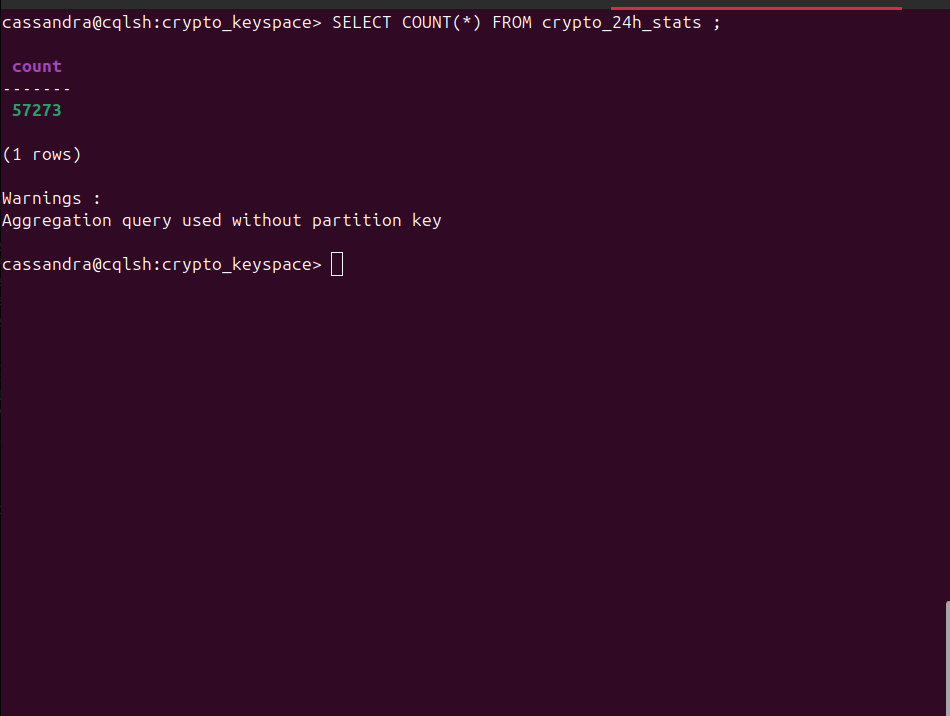 cassandra@cqlsh:crypto_keyspace> SELECT COUNT(*) FROM crypto_24h_stats ;
count
-------
57273
(1 rows)
Warnings :
Aggregation query used without partition key
cassandra@cqlsh:crypto_keyspace>